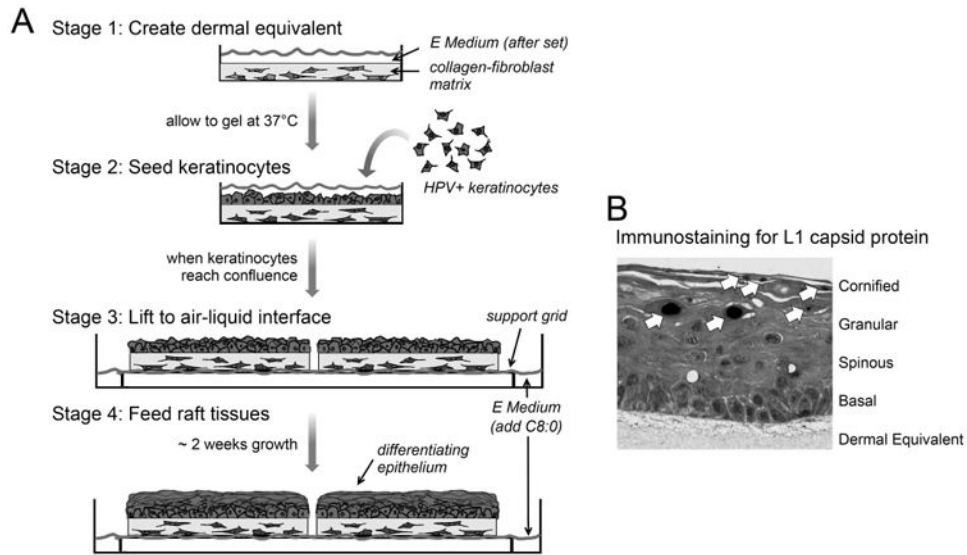 A
Stage 1: Create dermal equivalent
E Medium (after set)
collagen-fibroblast
matrix
allow to gel at 37°C
Stage 2: Seed keratinocytes
HPV+ keratinocytes
when keratinocytes
reach confluence
Stage 3: Lift to air-liquid interface
support grid
Stage 4: Feed raft tissues
E Medium
(add C8:0)
~ 2 weeks growth
differentiating
epithelium
B
Immunostaining for L1 capsid protein
Cornified
Granular
Spinous
Basal
Dermal Equivalent